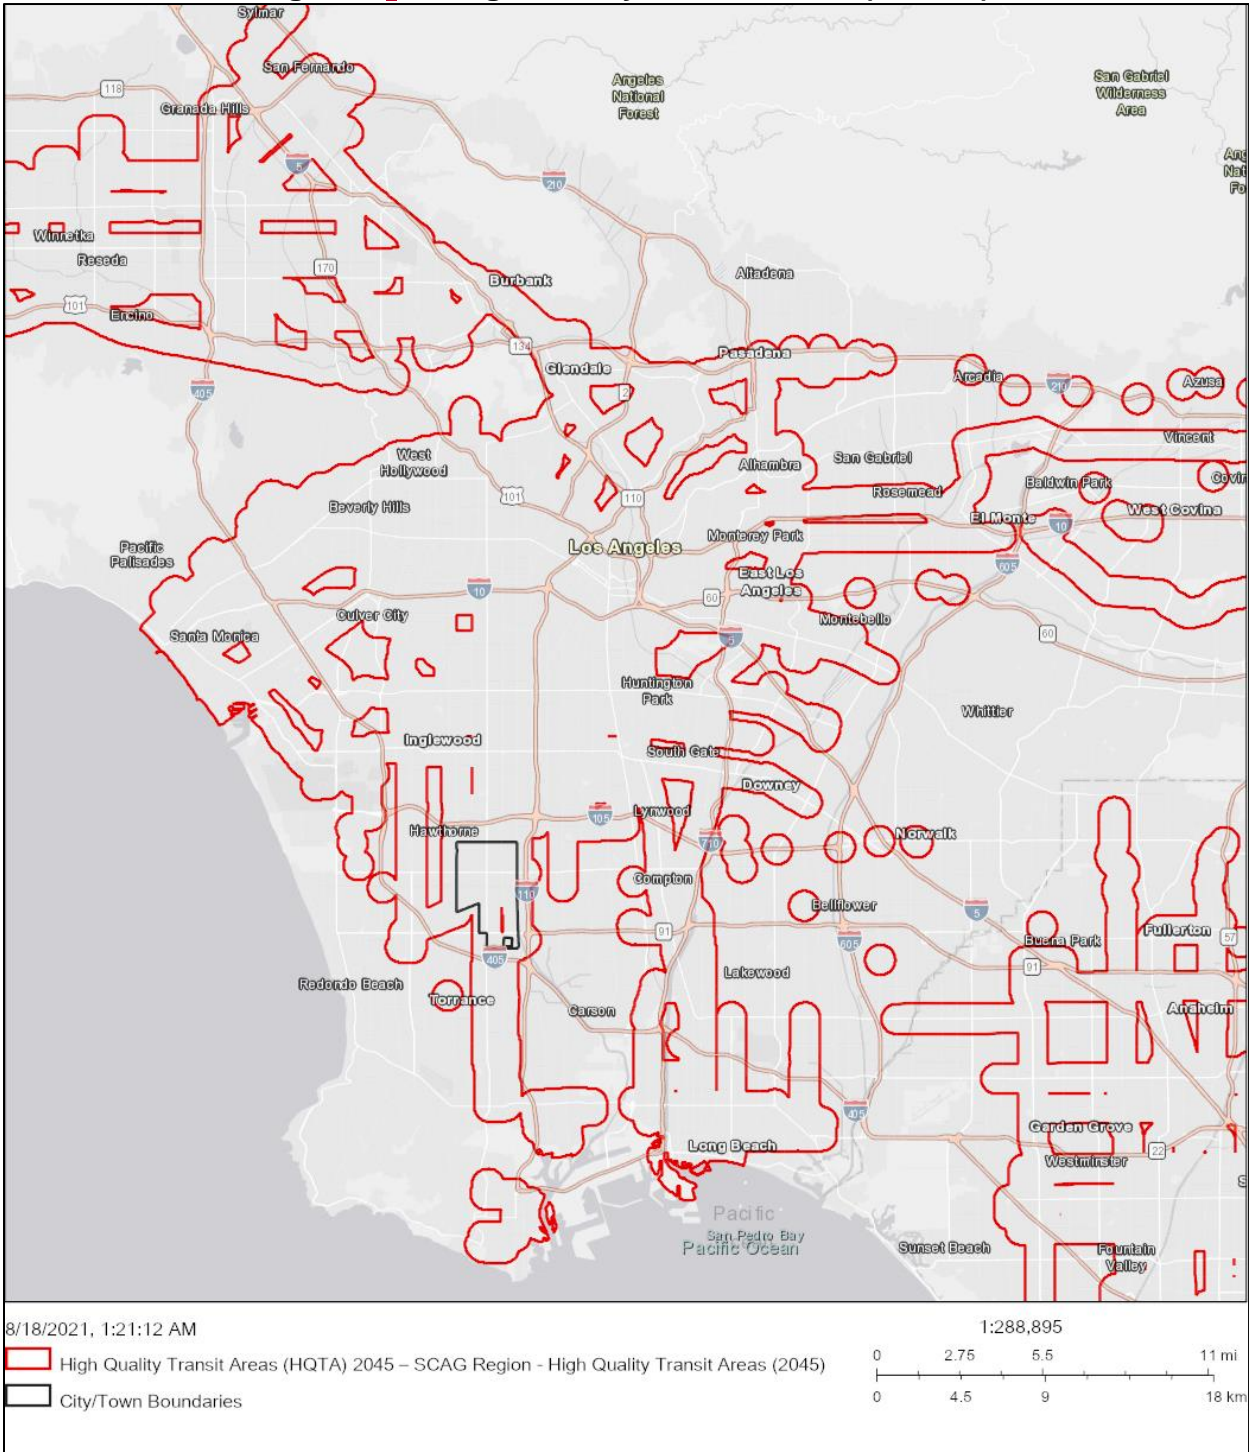 Sylmar
San Fernando
Angeles
National
Forest
San Gabriel
Wilderness
Area
118
Granada Hills
5
210
Winnetka
Reseda
170
Burbank
Altadena
101
Encino
134
Glendale
Pasadena
Arcadia
210
Azusa
405
2
West
Hollywood
Alhambra
San Gabriel
Vincent
101
110
Rosemead
Baldwin Park
Beverly Hills
El Monte
10
West Covina
Pacific
Palisades
Los Angeles
Monterey Park
605
East Los
Angeles
10
60
Culver City
Montebello
Santa Monica
5
60
Huntington
Park
Whittier
Inglewood
South Gate
Downey
Hawthorne
105
Lynwood
710
Norwalk
Compton
110
Bellflower
5
91
605
Buena Park
Fullerton
57
405
91
Redondo Beach
Torrance
Lakewood
Carson
Anaheim
405
Long Beach
Garden Grove
22
Westminster
Pacific
San Pedro Bay
Pacific Ocean
Sunset Beach
Fountain
Valley
8/18/2021, 1:21:12 AM
1:288,895
High Quality Transit Areas (HQTA) 2045 – SCAG Region - High Quality Transit Areas (2045)
City/Town Boundaries
0 2.75 5.5 11 mi
0 4.5 9 18 km